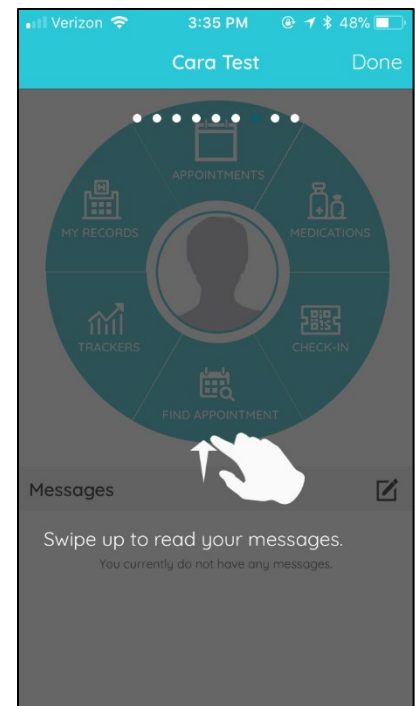 Verizon 3:35 PM 48%
Cara Test Done
APPOINTMENTS
MY RECORDS MEDICATIONS
TRACKERS CHECK-IN
FIND APPOINTMENT
Messages
Swipe up to read your messages.
You currently do not have any messages.